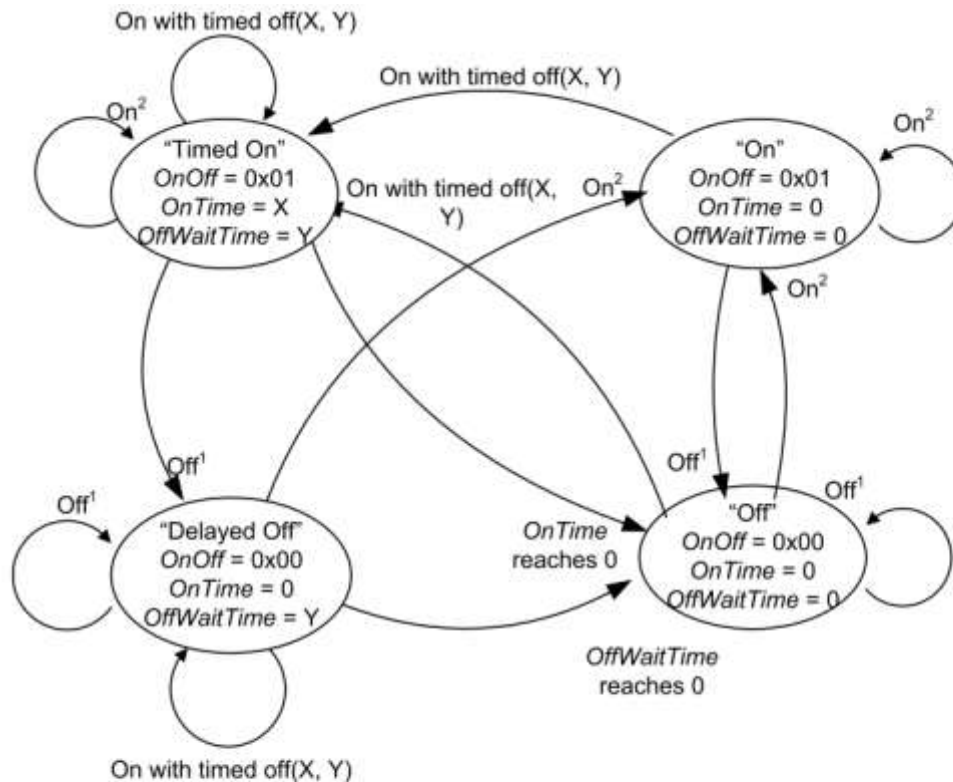 On with timed off(X, Y)
On with timed off(X, Y)
On²
On²
“Timed On”
OnOff = 0x01
OnTime = X
OffWaitTime = Y
“On”
OnOff = 0x01
OnTime = 0
OffWaitTime = 0
On with timed off(X,
Y)
On²
On²
Off¹
Off¹
Off¹
Off¹
“Delayed Off”
OnOff = 0x00
OnTime = 0
OffWaitTime = Y
OnTime
reaches 0
“Off”
OnOff = 0x00
OnTime = 0
OffWaitTime = 0
OffWaitTime
reaches 0
On with timed off(X, Y)